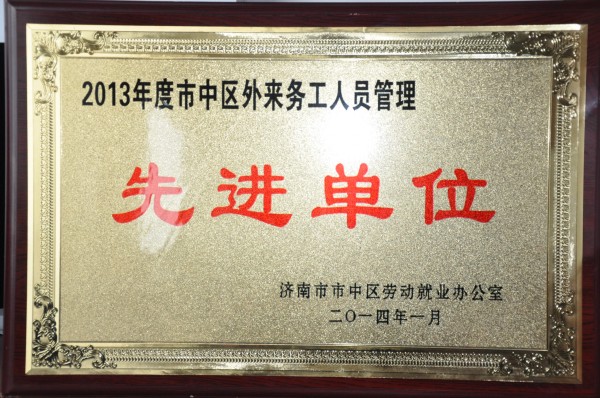 2013年度市中区外来务工人员管理
先进单位
济南市市中区劳动就业办公室
二〇一四年一月